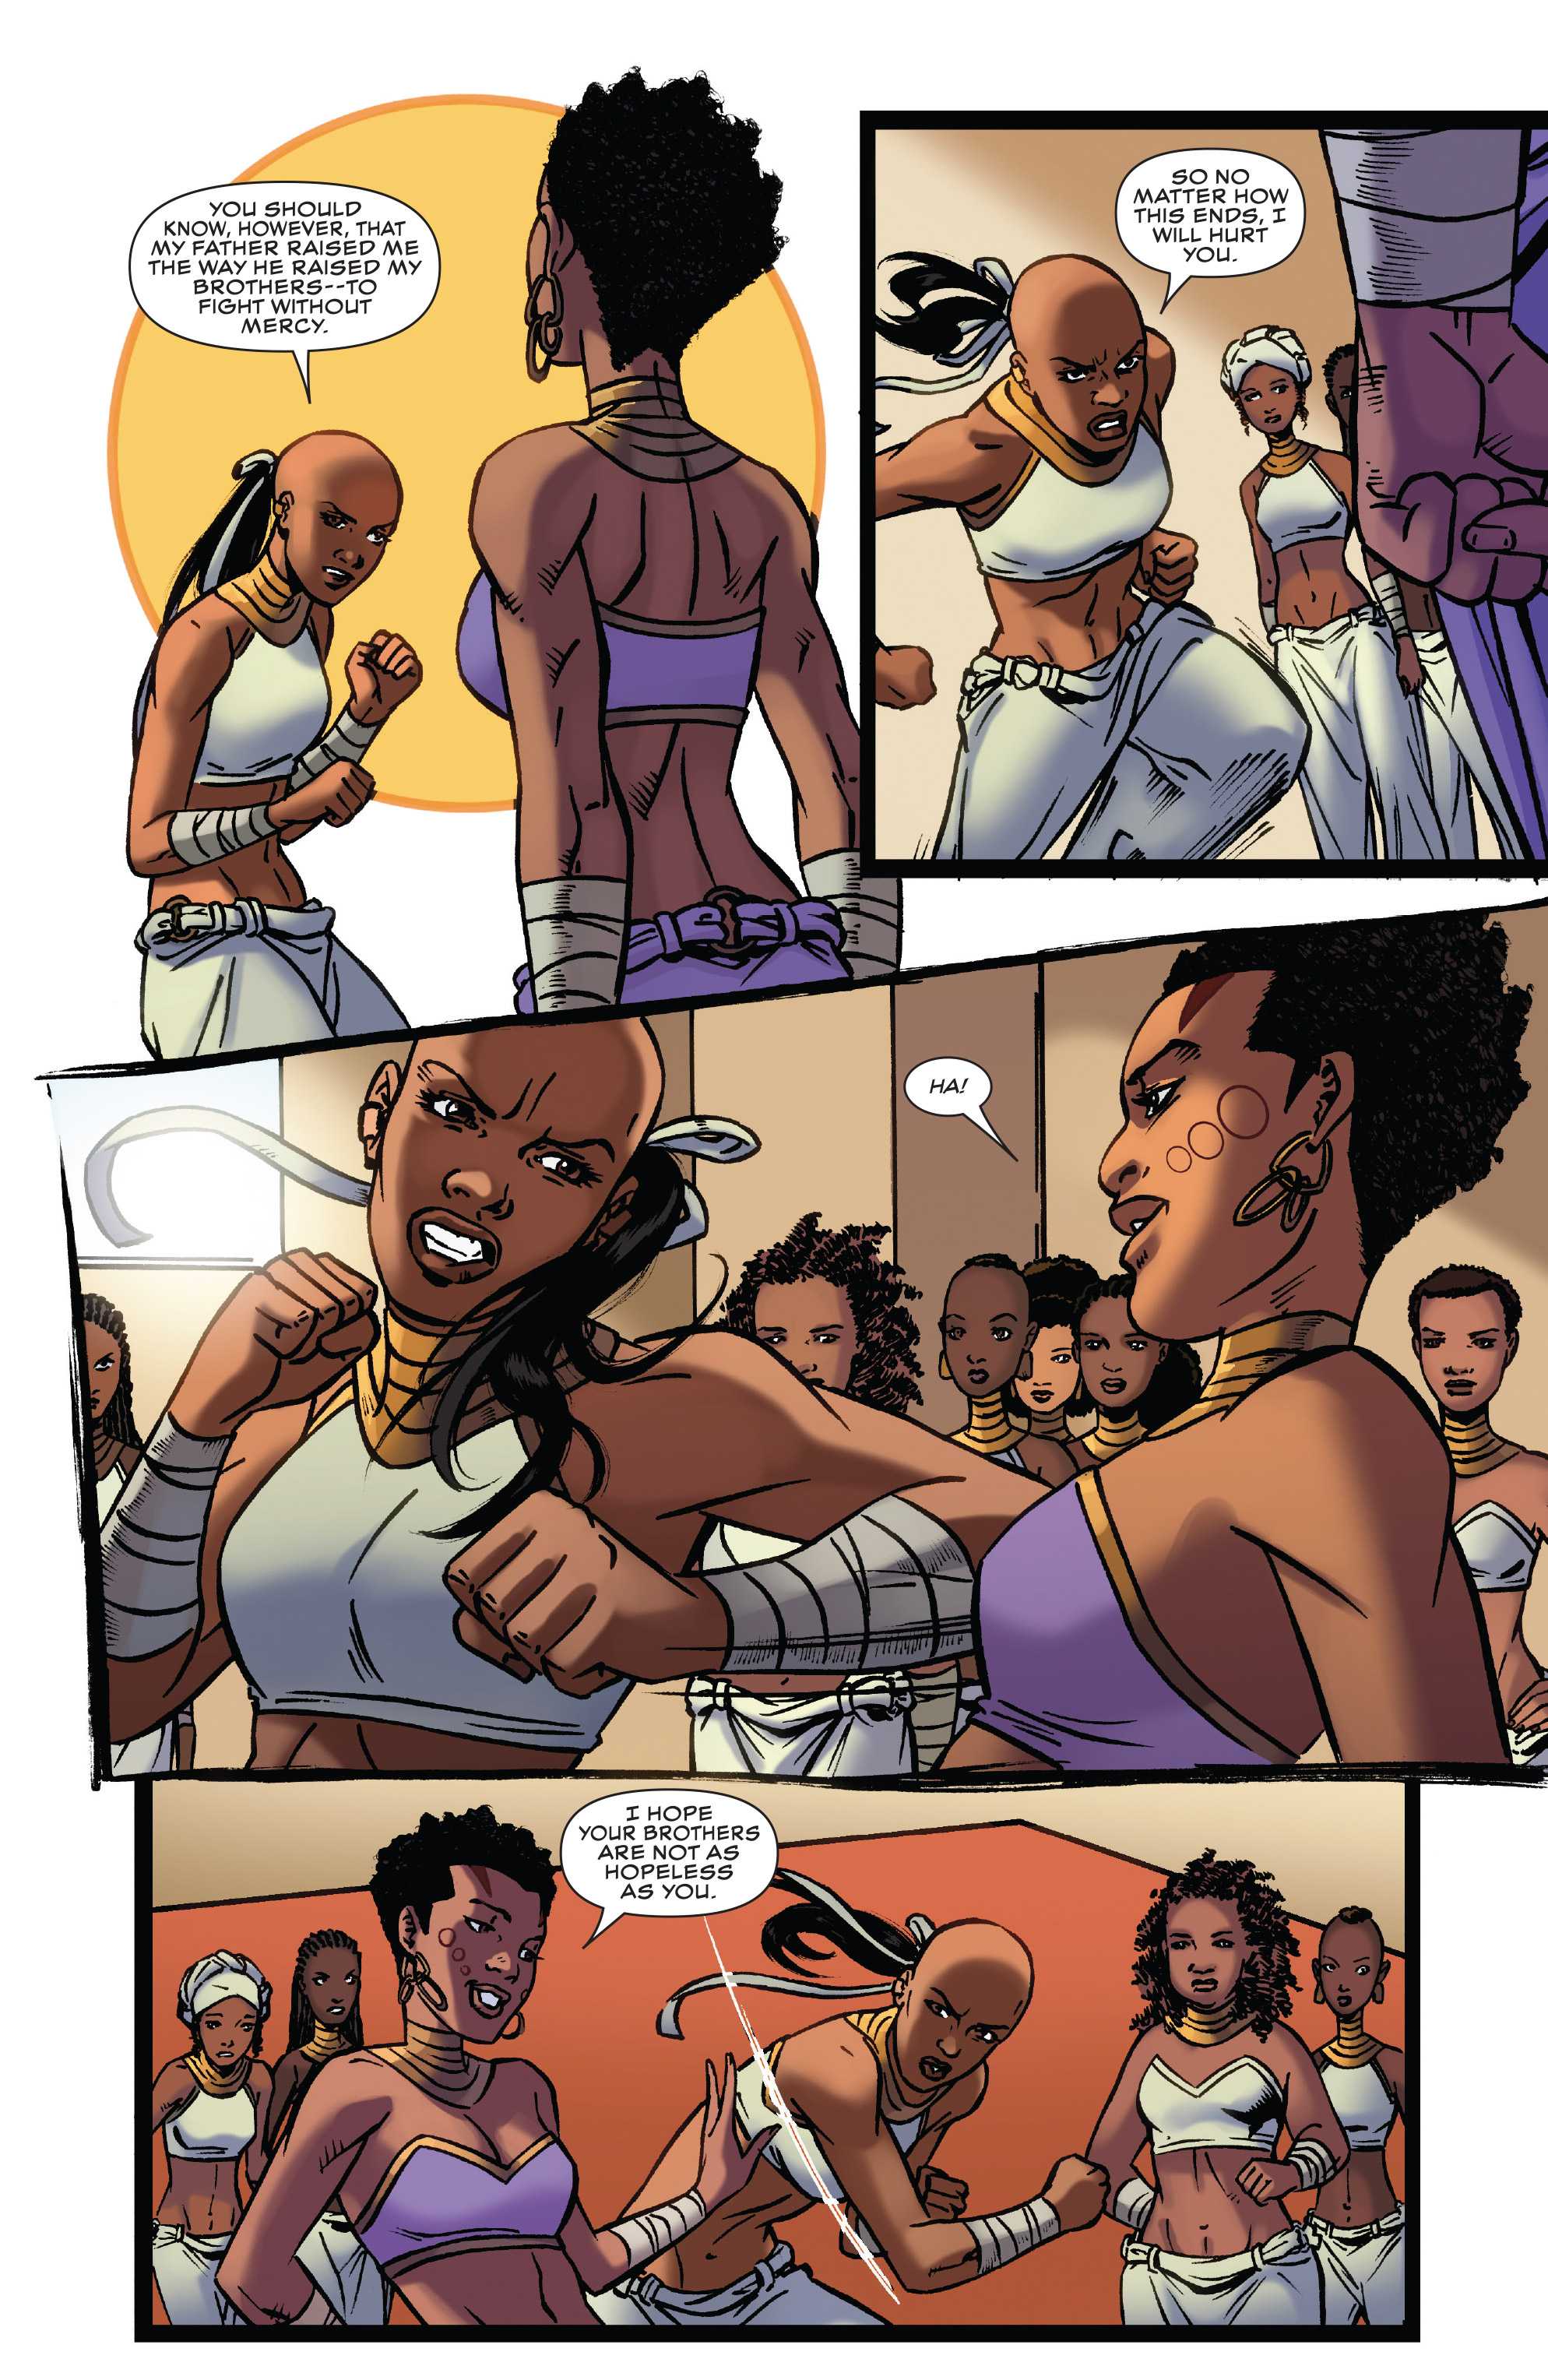 YOU SHOULD
KNOW, HOWEVER, THAT
MY FATHER RAISED ME
THE WAY HE RAISED MY
BROTHERS--TO
FIGHT WITHOUT
MERCY.
SO NO
MATTER HOW
THIS ENDS, I
WILL HURT
YOU.
HA!
I HOPE
YOUR BROTHERS
ARE NOT AS
HOPELESS
AS YOU.